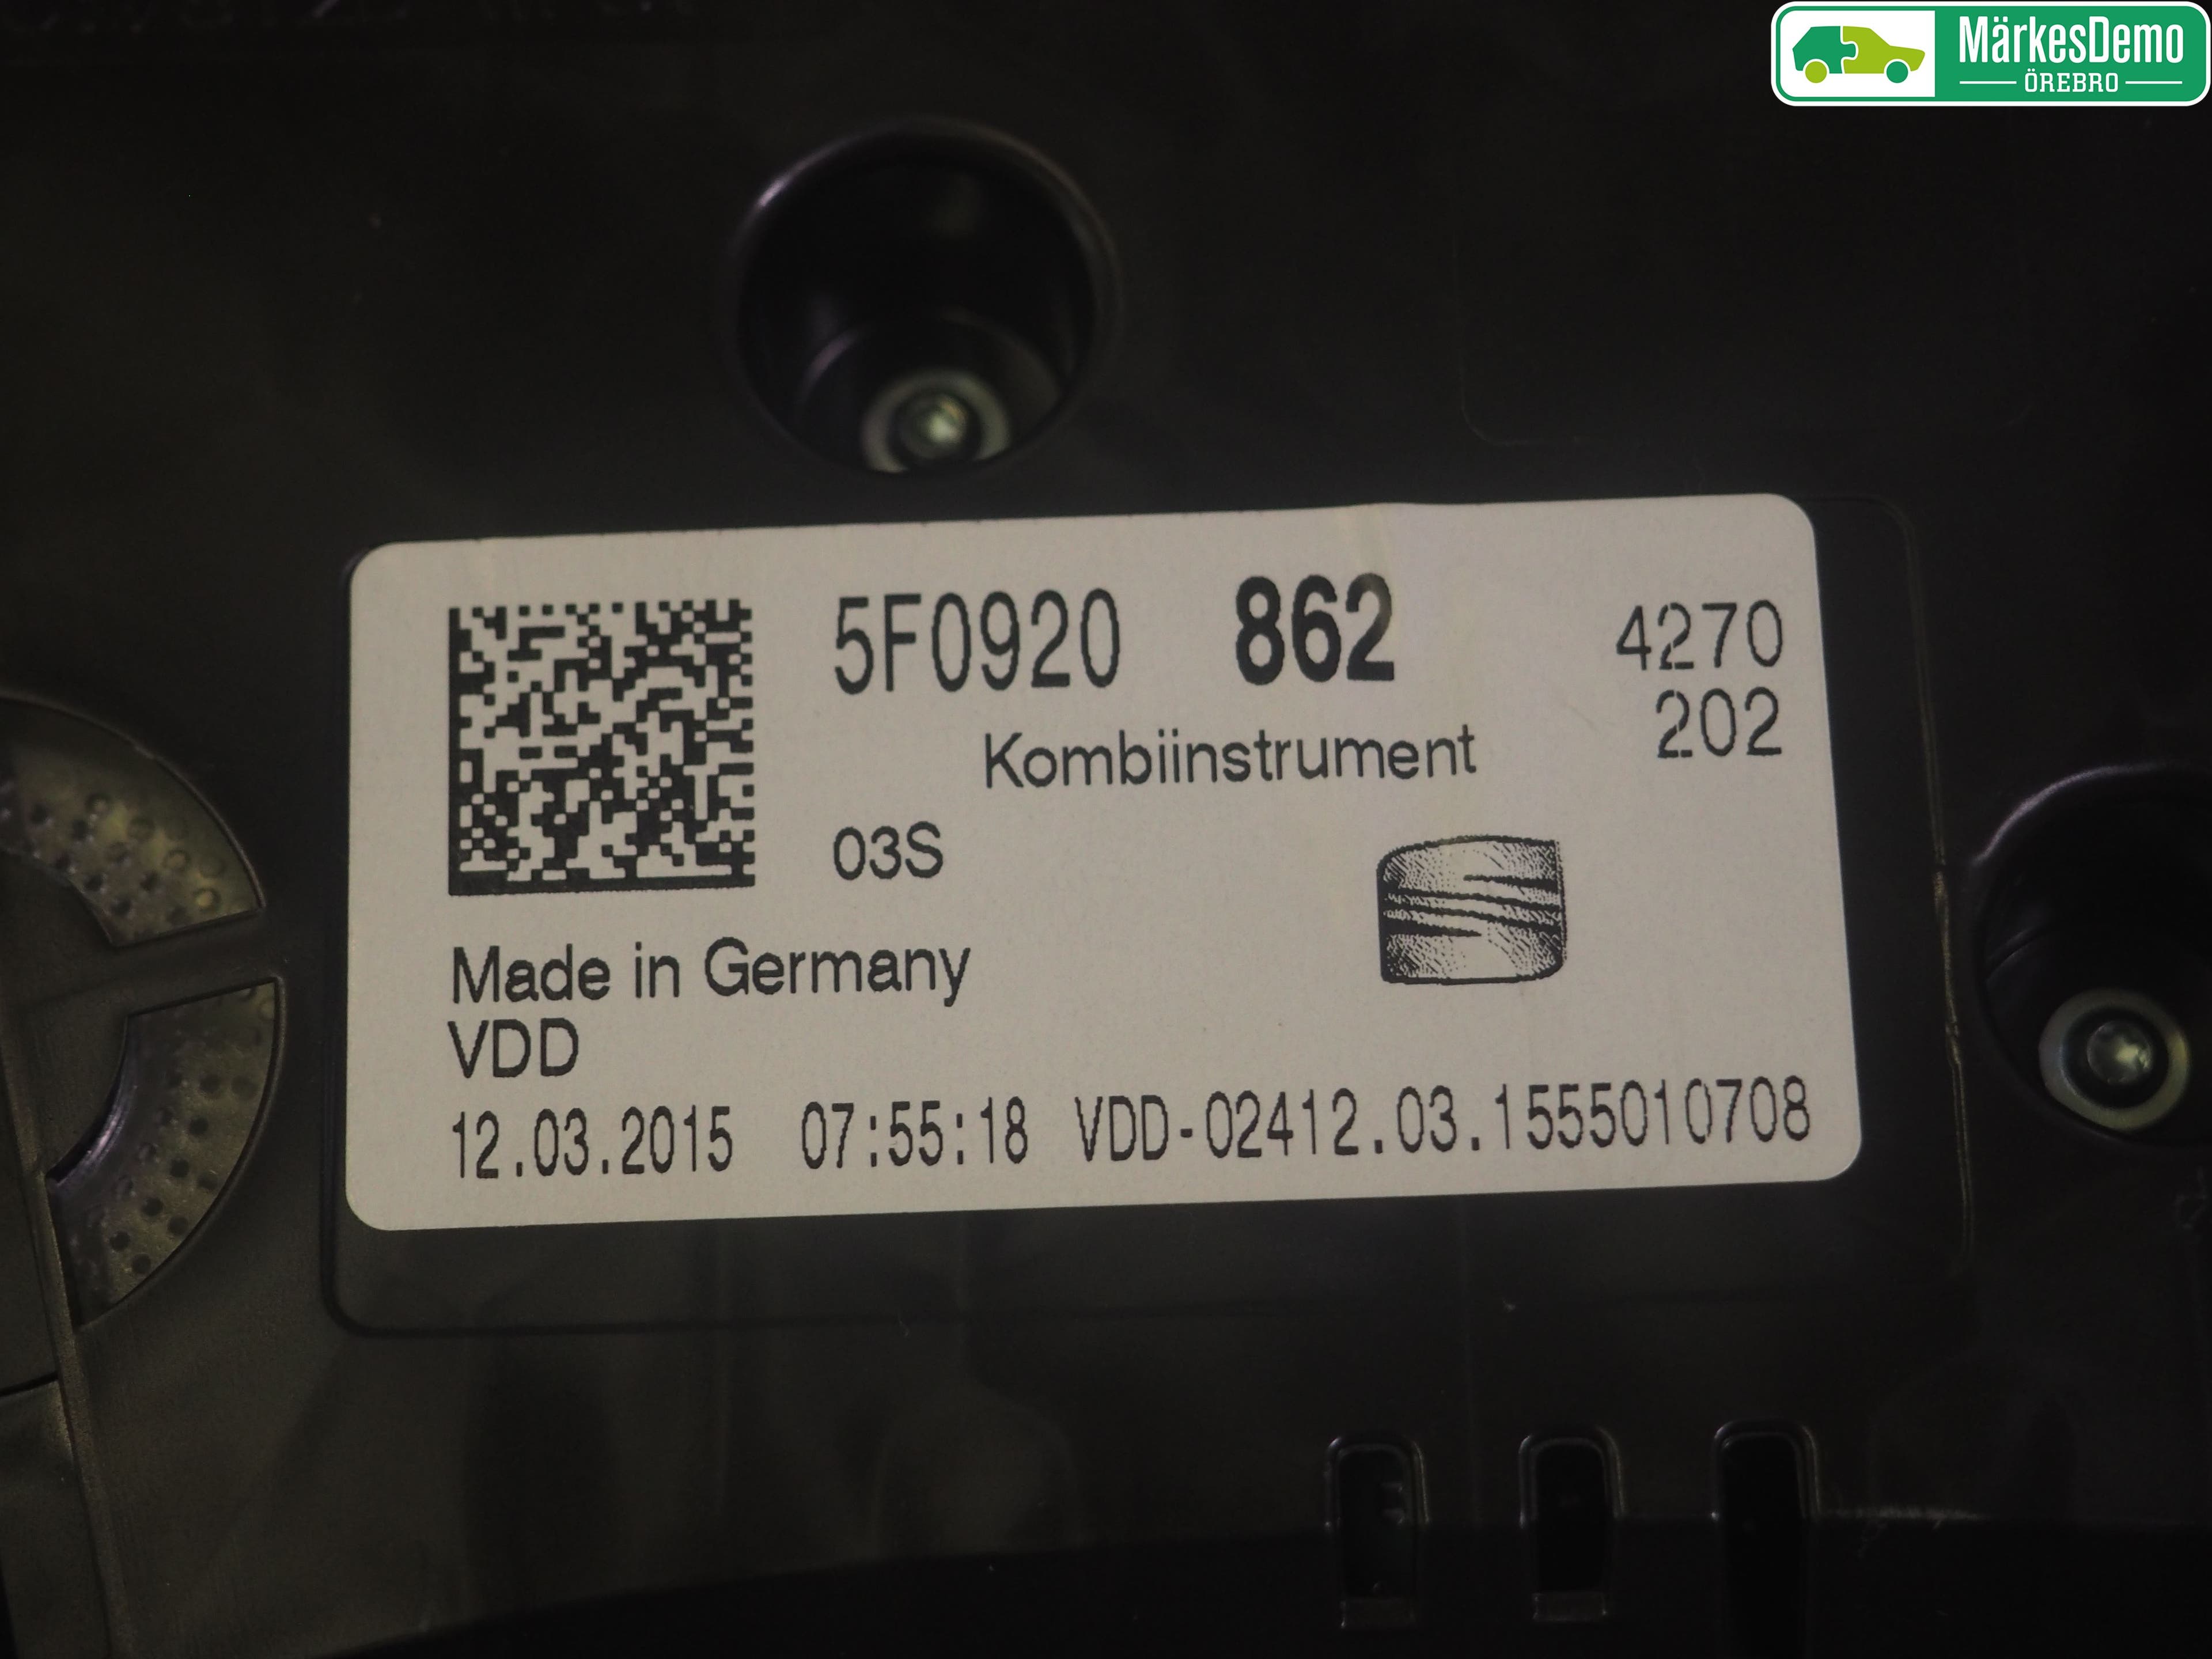 MärkesDemo
ÖREBRO
5F0920 862 4270
202
Kombiinstrument
03S
Made in Germany
VDD
12.03.2015 07:55:18 VDD-02412.03.1555010708